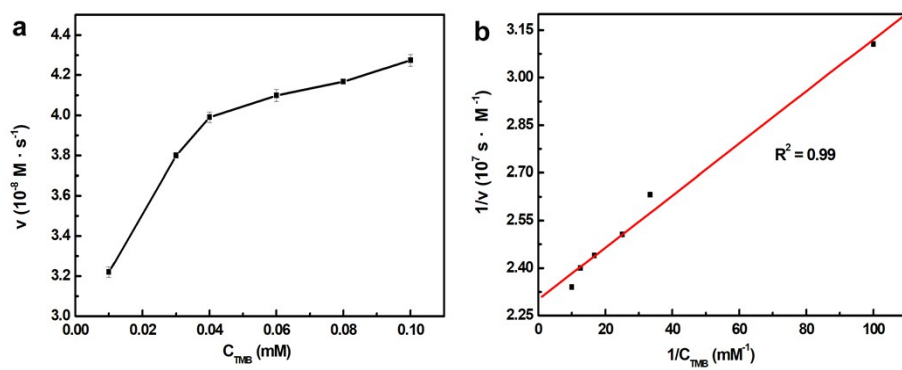 a
4.4
4.2
4.0
3.8
3.6
3.4
3.2
3.0
v (10⁻⁸ M · s⁻¹)
0.00 0.02 0.04 0.06 0.08 0.10
C_TMB (mM)
b
3.15
3.00
2.85
2.70
2.55
2.40
2.25
1/v (10⁷ s · M⁻¹)
R² = 0.99
0 20 40 60 80 100
1/C_TMB (mM⁻¹)